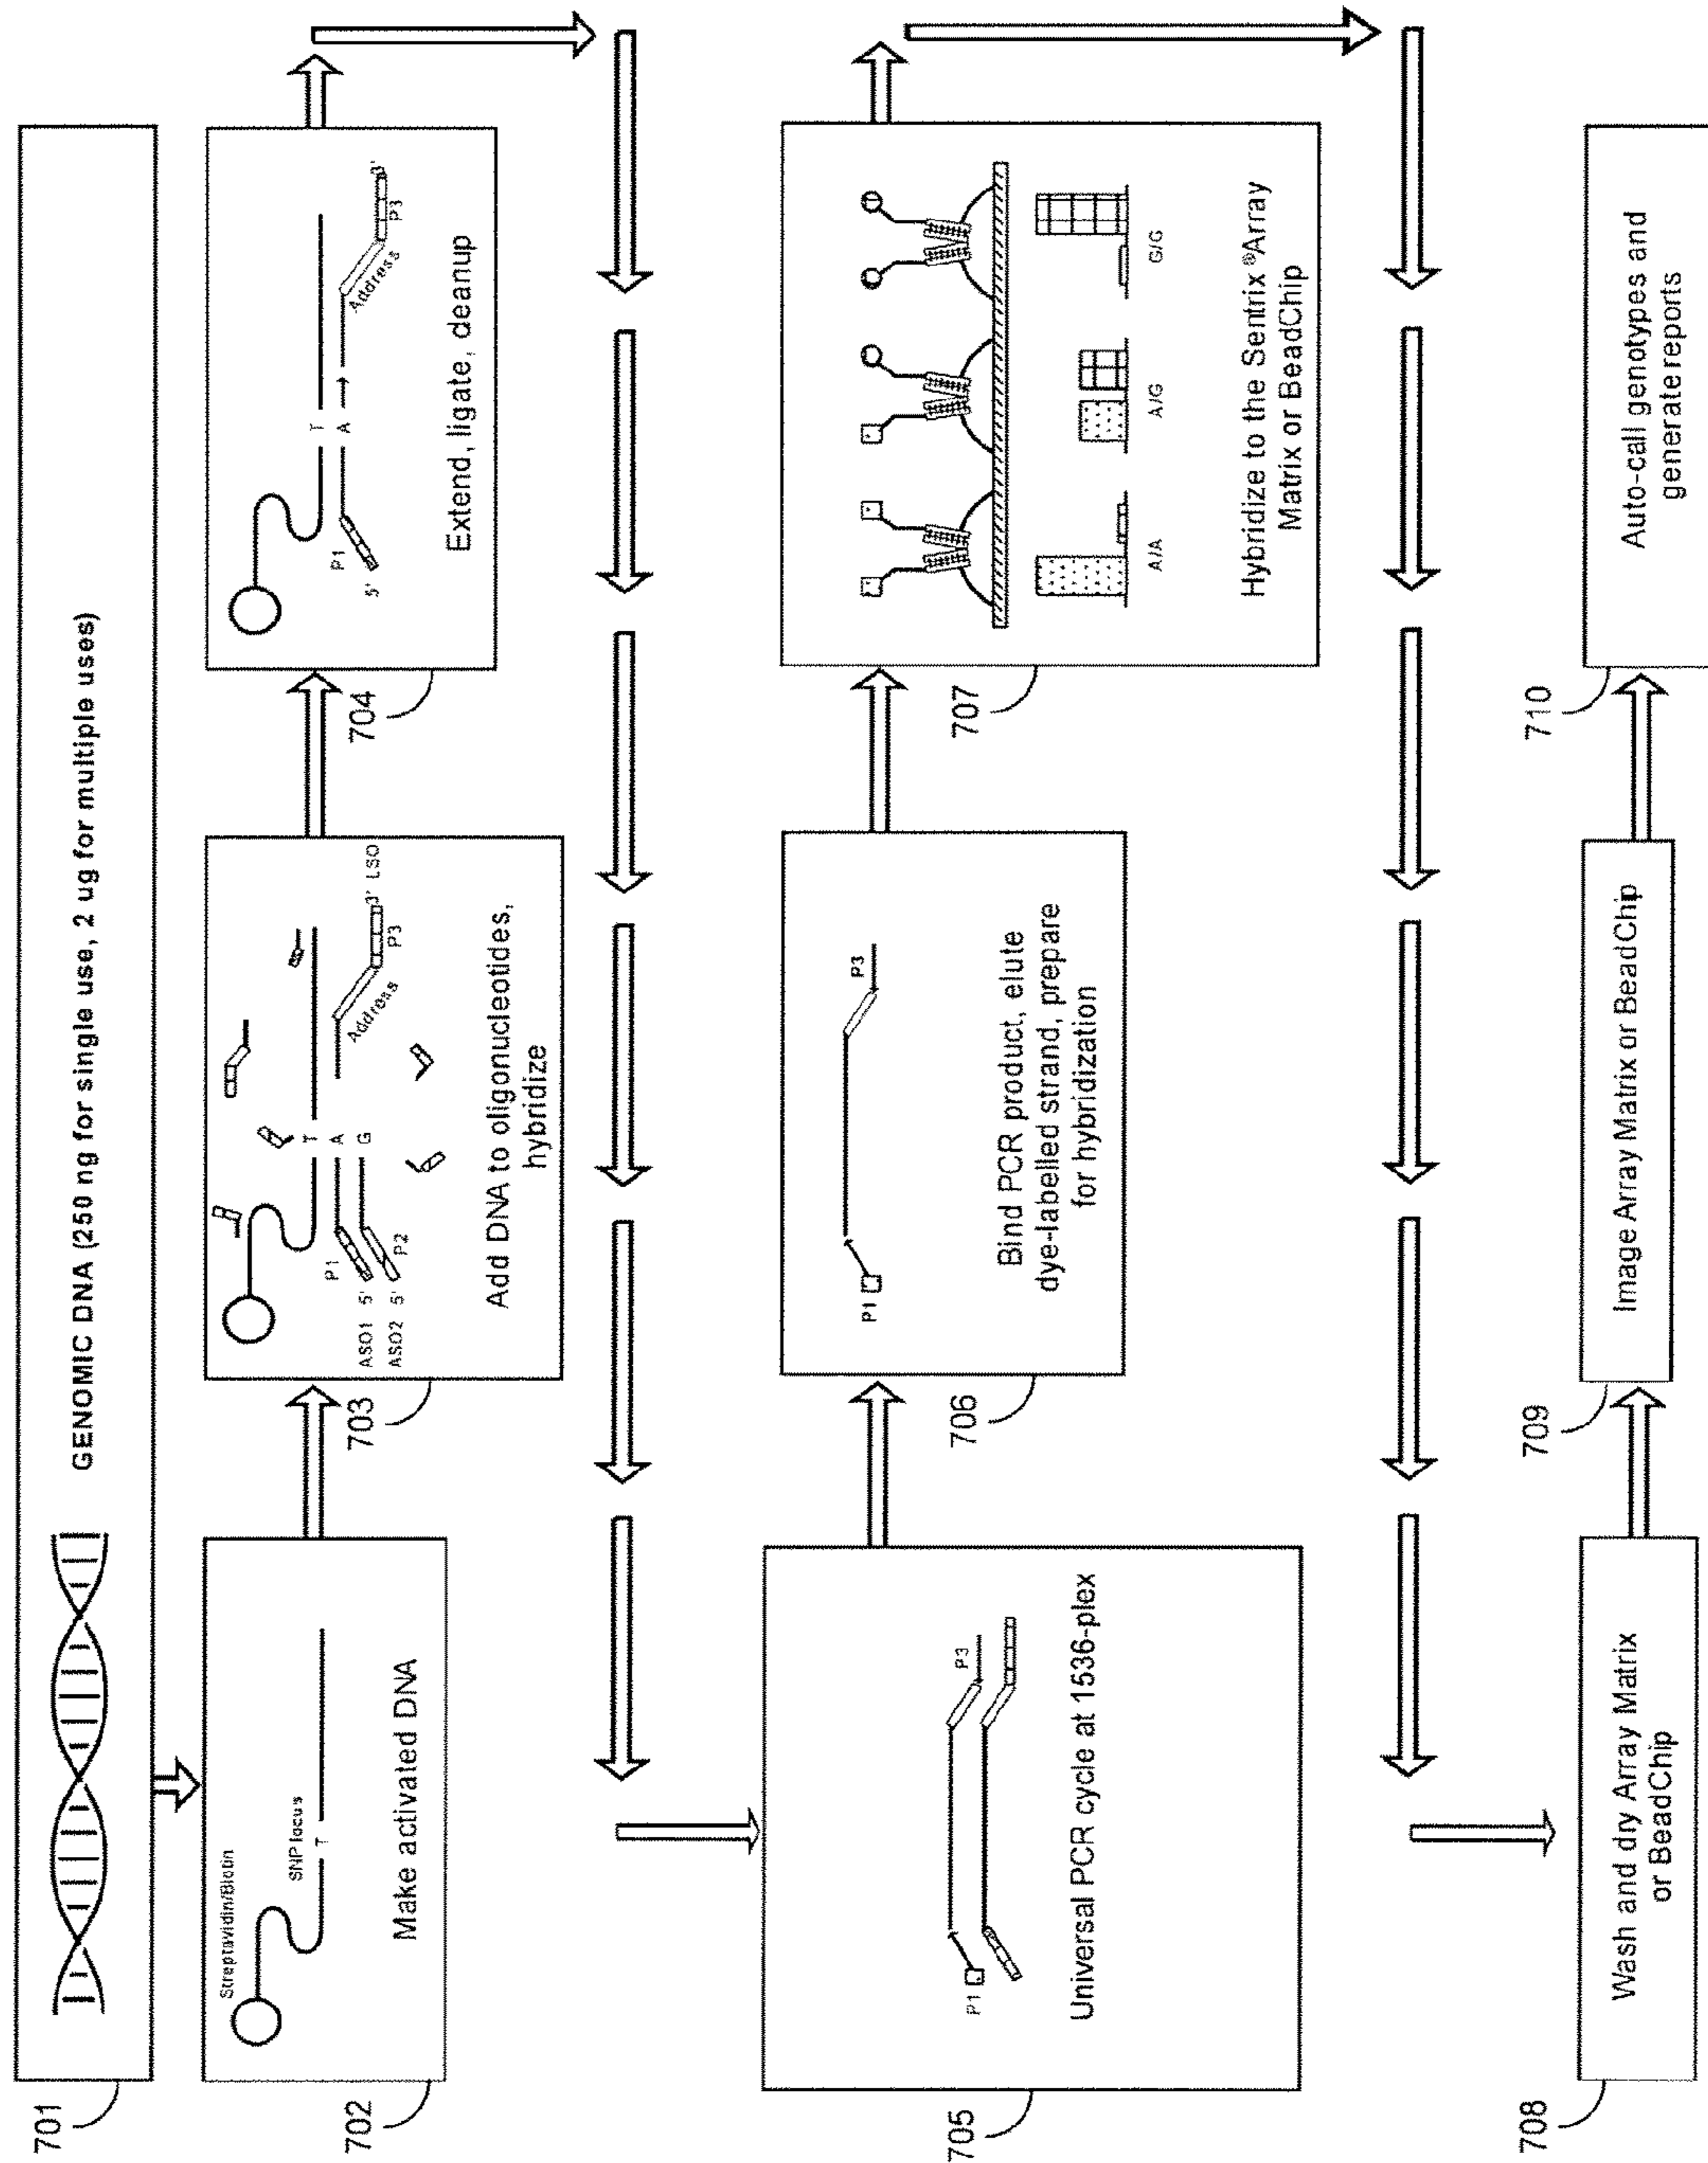 701
GENOMIC DNA (250 ng for single use, 2 ug for multiple uses)
702
Streptavidin/Biotin
SNP locus
T
Make activated DNA
703
T
A
G
P1
P2
ASO1 5'
ASO2 5'
Address
P3
3' LSO
Add DNA to oligonucleotides,
hybridize
704
T
A
P1
5'
Address
P3
3'
Extend, ligate, cleanup
705
P1
P3
Universal PCR cycle at 1536-plex
706
P1
P3
Bind PCR product, elute
dye-labelled strand, prepare
for hybridization
707
A/A
A/G
G/G
Hybridize to the Sentrix ®Array
Matrix or BeadChip
708
Wash and dry Array Matrix
or BeadChip
709
Image Array Matrix or BeadChip
710
Auto-call genotypes and
generate reports